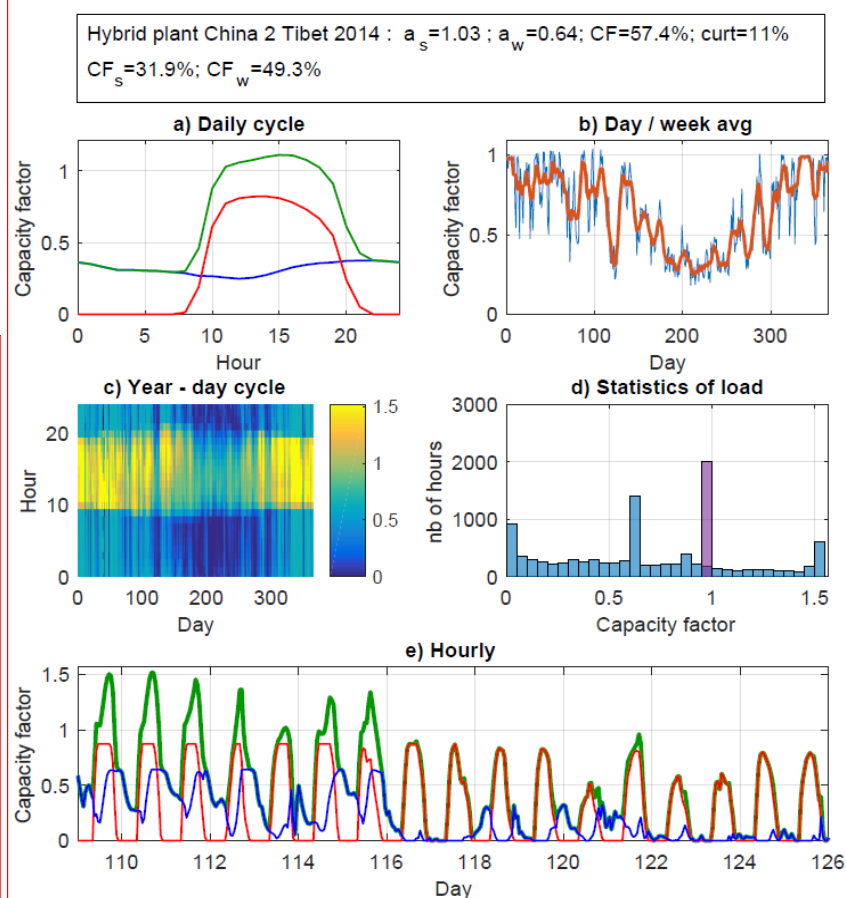 Hybrid plant China 2 Tibet 2014 : a_s=1.03 ; a_w=0.64; CF=57.4%; curt=11%
CF_s=31.9%; CF_w=49.3%
a) Daily cycle
Capacity factor
1
0.5
0
0 5 10 15 20
Hour
b) Day / week avg
Capacity factor
1
0.5
0
0 100 200 300
Day
c) Year - day cycle
Hour
20
10
0
0 100 200 300
Day
1.5
1
0.5
0
d) Statistics of load
nb of hours
3000
2000
1000
0
0 0.5 1 1.5
Capacity factor
e) Hourly
Capacity factor
1.5
1
0.5
0
110 112 114 116 118 120 122 124 126
Day